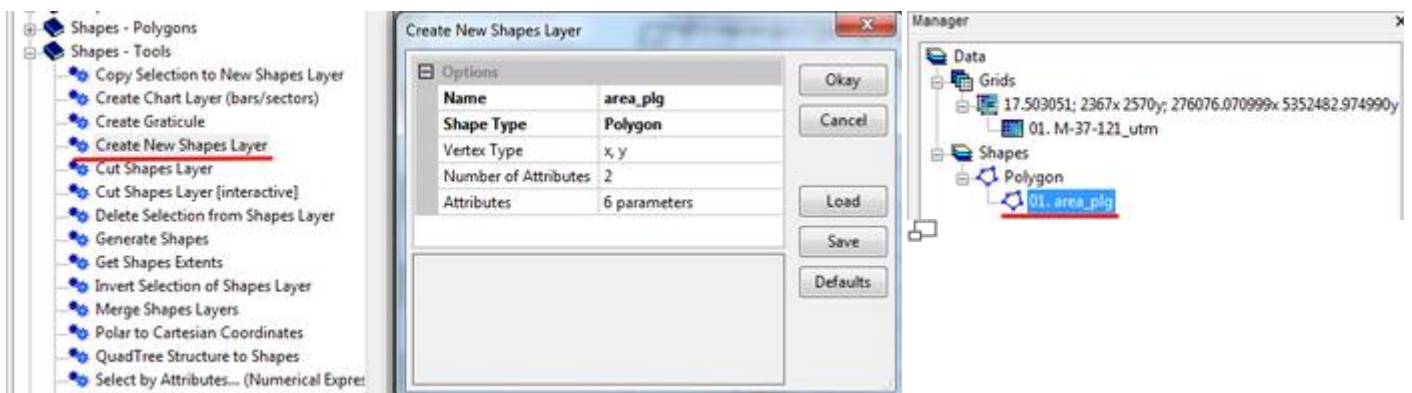 Shapes - Polygons
Shapes - Tools
Copy Selection to New Shapes Layer
Create Chart Layer (bars/sectors)
Create Graticule
Create New Shapes Layer
Cut Shapes Layer
Cut Shapes Layer [interactive]
Delete Selection from Shapes Layer
Generate Shapes
Get Shapes Extents
Invert Selection of Shapes Layer
Merge Shapes Layers
Polar to Cartesian Coordinates
QuadTree Structure to Shapes
Select by Attributes... (Numerical Expre
Create New Shapes Layer
Options
Name area_plg
Shape Type Polygon
Vertex Type x, y
Number of Attributes 2
Attributes 6 parameters
Okay
Cancel
Load
Save
Defaults
Manager
Data
Grids
17.503051; 2367x 2570y; 276076.070999x 5352482.974990y
01. M-37-121_utm
Shapes
Polygon
01. area_plg